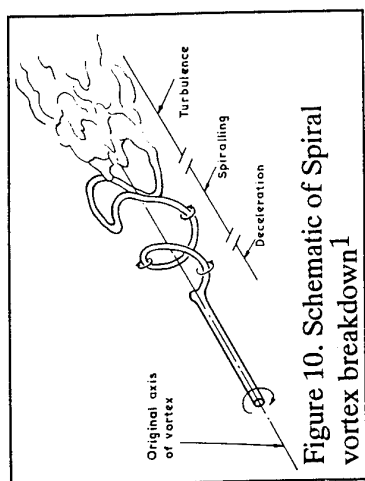 Original axis
of vortex
Deceleration
Spiralling
Turbulence
Figure 10. Schematic of Spiral
vortex breakdown1